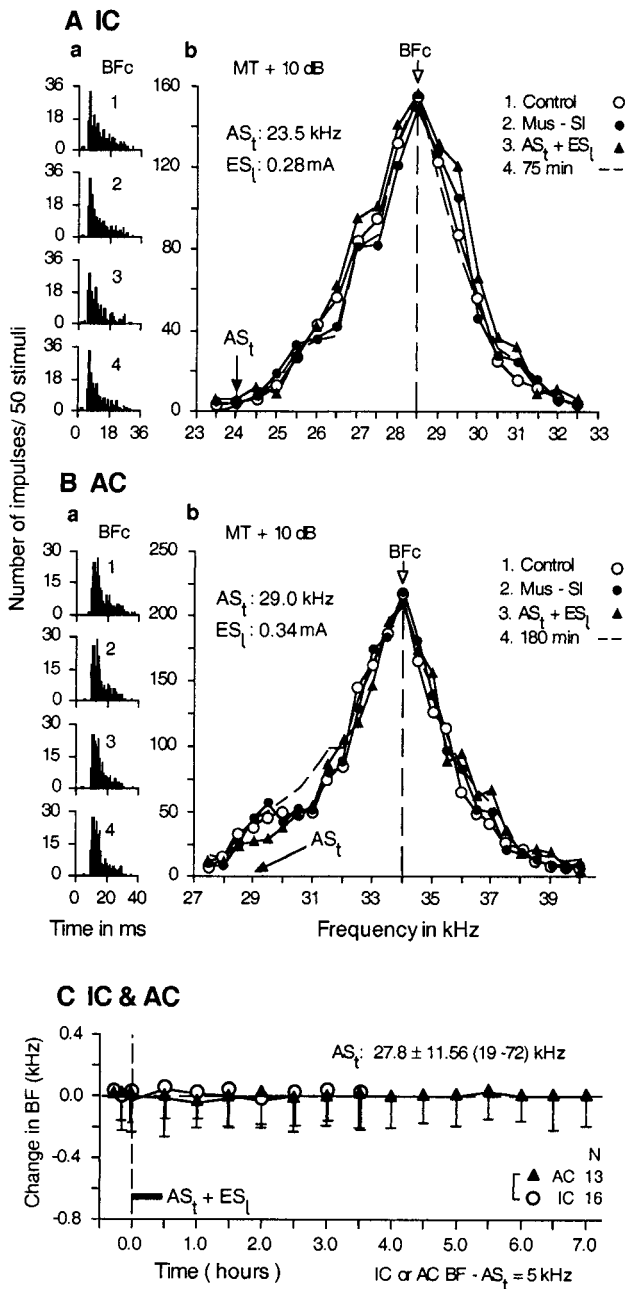 A IC
a
BFc
36
1
18
0
36
2
18
0
36
3
18
0
36
4
18
0
0 18 36
b
MT + 10 dB
BFc
ASt : 23.5 kHz
ESl : 0.28 mA
1. Control
2. Mus - SI
3. ASt + ESl
4. 75 min
160
120
80
40
0
ASt
23 24 25 26 27 28 29 30 31 32 33
Number of impulses/ 50 stimuli
B AC
a
BFc
30
1
15
0
30
2
15
0
30
3
15
0
30
4
15
0
0 20 40
Time in ms
b
MT + 10 dB
BFc
ASt : 29.0 kHz
ESl : 0.34 mA
1. Control
2. Mus - SI
3. ASt + ESl
4. 180 min
250
200
150
100
50
0
ASt
27 29 31 33 35 37 39
Frequency in kHz
C IC & AC
Change in BF (kHz)
0.4
0.0
-0.4
-0.8
ASt: 27.8 ± 11.56 (19 -72) kHz
ASt + ESl
N
AC 13
IC 16
0.0 1.0 2.0 3.0 4.0 5.0 6.0 7.0
Time ( hours )
IC or AC BF - ASt = 5 kHz